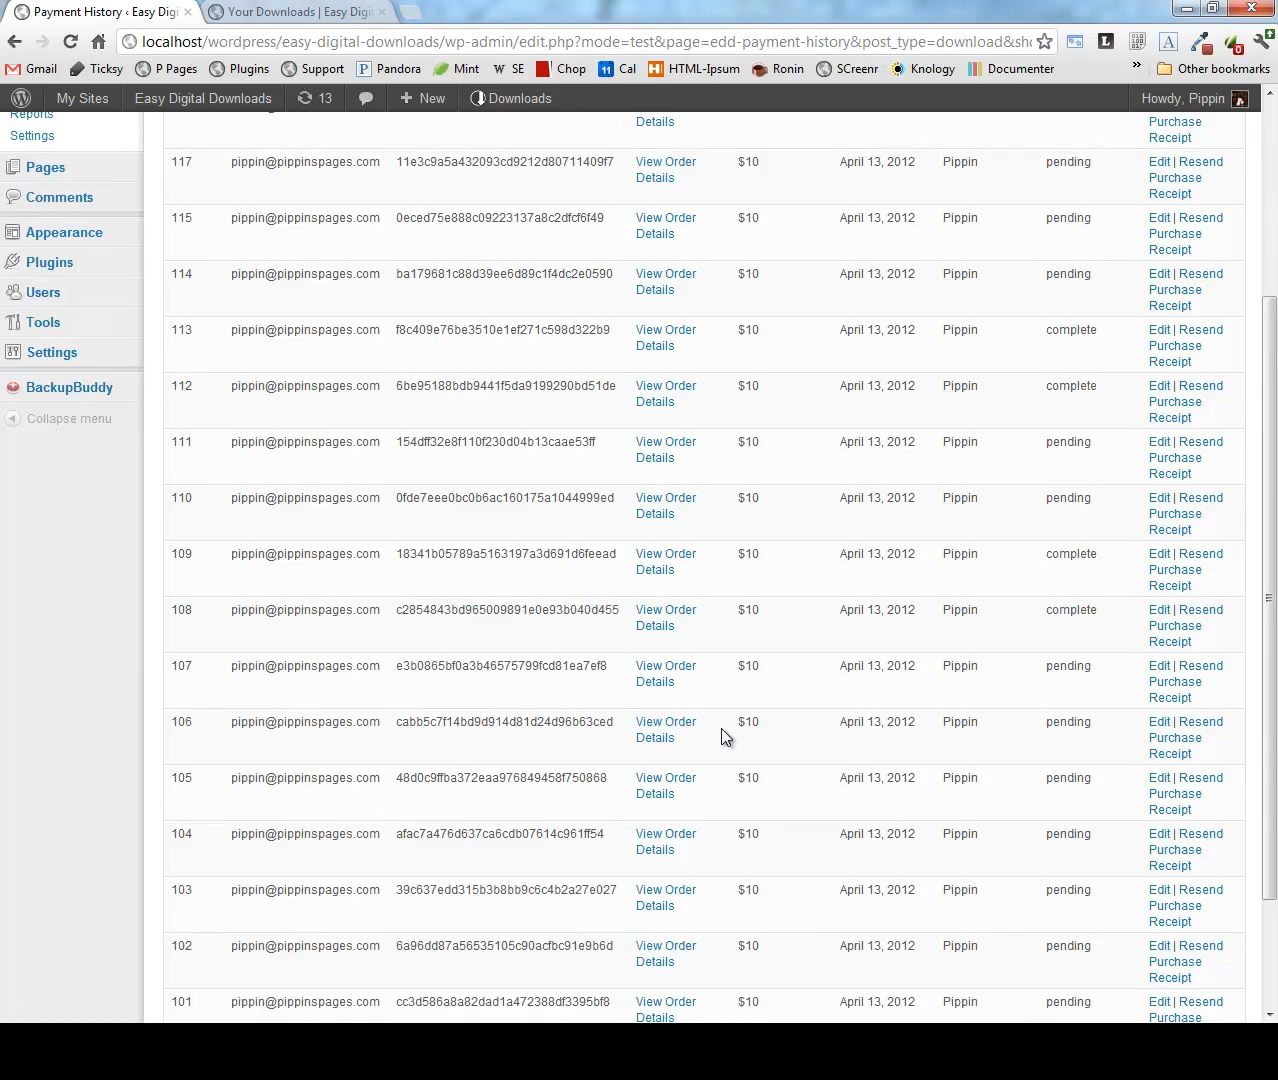 Payment History ‹ Easy Digi ×
Your Downloads | Easy Digi ×
localhost/wordpress/easy-digital-downloads/wp-admin/edit.php?mode=test&page=edd-payment-history&post_type=download&sh
Gmail Ticksy P Pages Plugins Support Pandora Mint SE Chop Cal HTML-Ipsum Ronin SCreenr Knology Documenter » Other bookmarks
My Sites Easy Digital Downloads 13 New Downloads Howdy, Pippin
Reports
Settings
Pages
Comments
Appearance
Plugins
Users
Tools
Settings
BackupBuddy
Collapse menu
Details Purchase
Receipt
117 pippin@pippinspages.com 11e3c9a5a432093cd9212d80711409f7 View Order $10 April 13, 2012 Pippin pending Edit | Resend
Details Purchase
Receipt
115 pippin@pippinspages.com 0eced75e888c09223137a8c2dfcf6f49 View Order $10 April 13, 2012 Pippin pending Edit | Resend
Details Purchase
Receipt
114 pippin@pippinspages.com ba179681c88d39ee6d89c1f4dc2e0590 View Order $10 April 13, 2012 Pippin pending Edit | Resend
Details Purchase
Receipt
113 pippin@pippinspages.com f8c409e76be3510e1ef271c598d322b9 View Order $10 April 13, 2012 Pippin complete Edit | Resend
Details Purchase
Receipt
112 pippin@pippinspages.com 6be95188bdb9441f5da9199290bd51de View Order $10 April 13, 2012 Pippin complete Edit | Resend
Details Purchase
Receipt
111 pippin@pippinspages.com 154dff32e8f110f230d04b13caae53ff View Order $10 April 13, 2012 Pippin pending Edit | Resend
Details Purchase
Receipt
110 pippin@pippinspages.com 0fde7eee0bc0b6ac160175a1044999ed View Order $10 April 13, 2012 Pippin pending Edit | Resend
Details Purchase
Receipt
109 pippin@pippinspages.com 18341b05789a5163197a3d691d6feead View Order $10 April 13, 2012 Pippin complete Edit | Resend
Details Purchase
Receipt
108 pippin@pippinspages.com c2854843bd965009891e0e93b040d455 View Order $10 April 13, 2012 Pippin complete Edit | Resend
Details Purchase
Receipt
107 pippin@pippinspages.com e3b0865bf0a3b46575799fcd81ea7ef8 View Order $10 April 13, 2012 Pippin pending Edit | Resend
Details Purchase
Receipt
106 pippin@pippinspages.com cabb5c7f14bd9d914d81d24d96b63ced View Order $10 April 13, 2012 Pippin pending Edit | Resend
Details Purchase
Receipt
105 pippin@pippinspages.com 48d0c9ffba372eaa976849458f750868 View Order $10 April 13, 2012 Pippin pending Edit | Resend
Details Purchase
Receipt
104 pippin@pippinspages.com afac7a476d637ca6cdb07614c961ff54 View Order $10 April 13, 2012 Pippin pending Edit | Resend
Details Purchase
Receipt
103 pippin@pippinspages.com 39c637edd315b3b8bb9c6c4b2a27e027 View Order $10 April 13, 2012 Pippin pending Edit | Resend
Details Purchase
Receipt
102 pippin@pippinspages.com 6a96dd87a56535105c90acfbc91e9b6d View Order $10 April 13, 2012 Pippin pending Edit | Resend
Details Purchase
Receipt
101 pippin@pippinspages.com cc3d586a8a82dad1a472388df3395bf8 View Order $10 April 13, 2012 Pippin pending Edit | Resend
Details Purchase